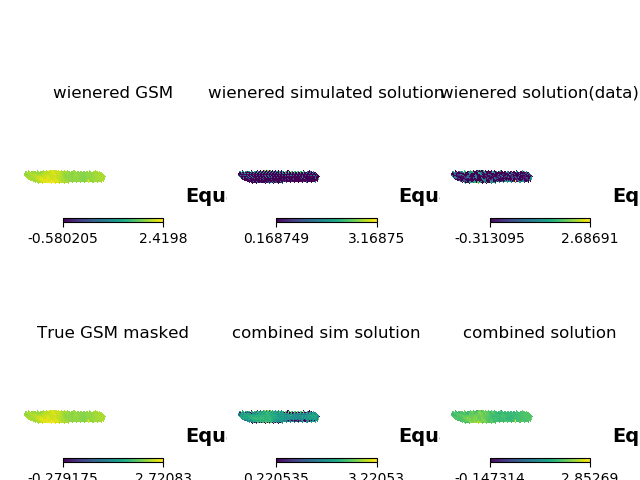 wienered GSM
wienered simulated solution
wienered solution(data)
Equ
Equ
Eq
-0.580205 2.4198
0.168749 3.16875
-0.313095 2.68691
True GSM masked
combined sim solution
combined solution
Equ
Equ
Eq
-0.279175 2.72083
0.220535 3.22053
-0.147314 2.85269